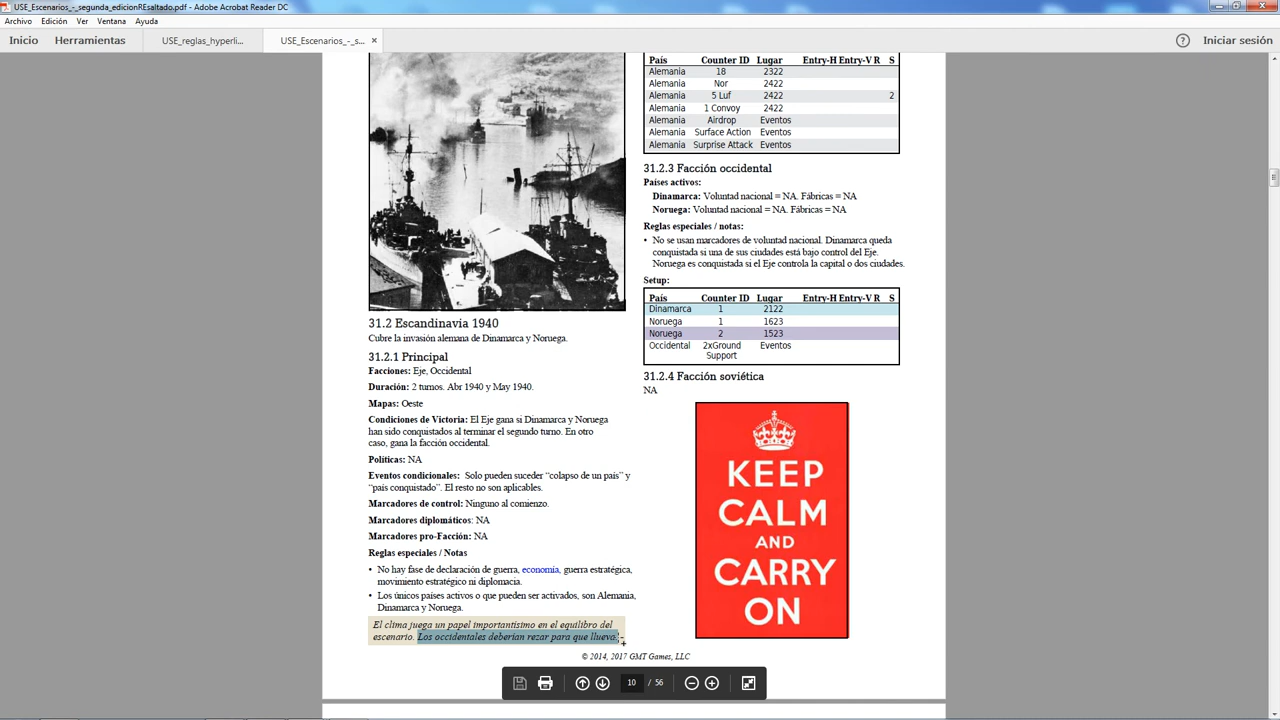 USE_Escenarios_-_segunda_edicionREsaltado.pdf - Adobe Acrobat Reader DC
Archivo Edición Ver Ventana Ayuda
Inicio Herramientas USE_reglas_hyperli... USE_Escenarios_-_s... ×
Iniciar sesión
31.2 Escandinavia 1940
Cubre la invasión alemana de Dinamarca y Noruega.
31.2.1 Principal
Facciones: Eje, Occidental
Duración: 2 turnos. Abr 1940 y May 1940.
Mapas: Oeste
Condiciones de Victoria: El Eje gana si Dinamarca y Noruega
han sido conquistados al terminar el segundo turno. En otro
caso, gana la facción occidental.
Políticas: NA
Eventos condicionales: Solo pueden suceder “colapso de un país” y
“país conquistado”. El resto no son aplicables.
Marcadores de control: Ninguno al comienzo.
Marcadores diplomáticos: NA
Marcadores pro-Facción: NA
Reglas especiales / Notas
• No hay fase de declaración de guerra, economía, guerra estratégica,
movimiento estratégico ni diplomacia.
• Los únicos países activos o que pueden ser activados, son Alemania,
Dinamarca y Noruega.
El clima juega un papel importantísimo en el equilibro del
escenario. Los occidentales deberían rezar para que llueva.
País Counter ID Lugar Entry-H Entry-V R S
Alemania 18 2322
Alemania Nor 2422
Alemania 5 Luf 2422 2
Alemania 1 Convoy 2422
Alemania Airdrop Eventos
Alemania Surface Action Eventos
Alemania Surprise Attack Eventos
31.2.3 Facción occidental
Países activos:
Dinamarca: Voluntad nacional = NA. Fábricas = NA
Noruega: Voluntad nacional = NA. Fábricas = NA
Reglas especiales / notas:
• No se usan marcadores de voluntad nacional. Dinamarca queda
conquistada si una de sus ciudades está bajo control del Eje.
Noruega es conquistada si el Eje controla la capital o dos ciudades.
Setup:
País Counter ID Lugar Entry-H Entry-V R S
Dinamarca 1 2122
Noruega 1 1623
Noruega 2 1523
Occidental 2xGround Eventos
Support
31.2.4 Facción soviética
NA
KEEP
CALM
AND
CARRY
ON
© 2014, 2017 GMT Games, LLC
10 / 56